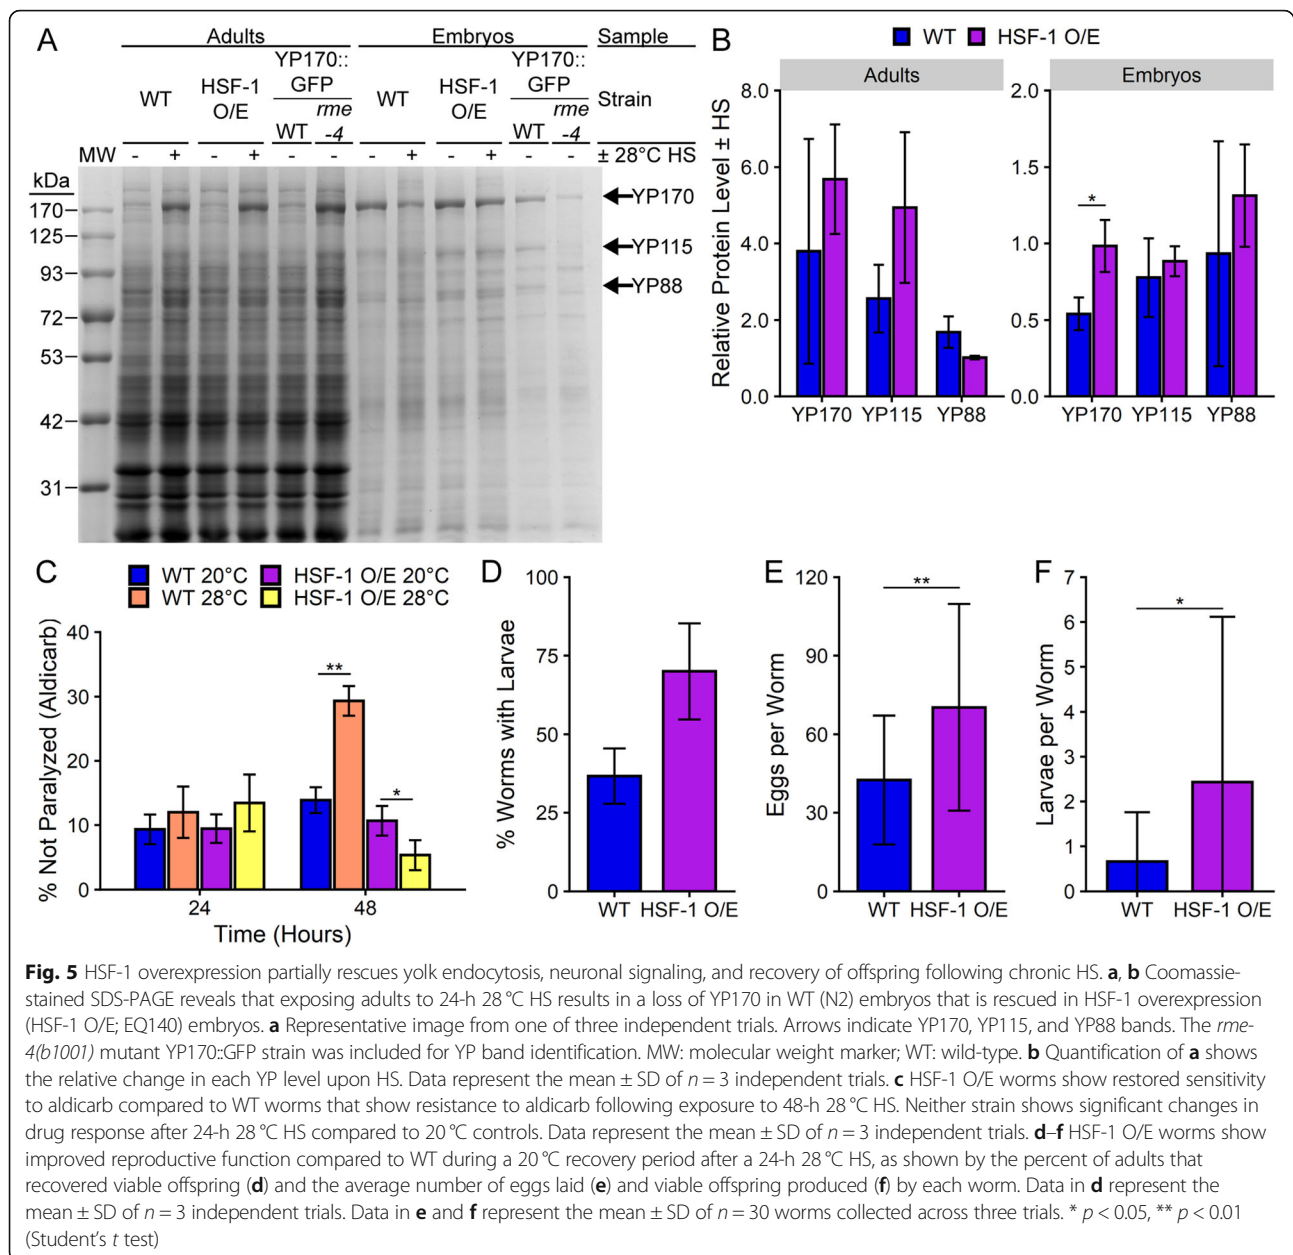 A
Adults Embryos Sample
WT HSF-1 O/E YP170::GFP WT HSF-1 O/E YP170::GFP Strain
WT rme-4 WT rme-4
MW - + - + - + - + - + - - ± 28°C HS
kDa
170
125
93
72
53
42
31
YP170
YP115
YP88
B
WT HSF-1 O/E
Adults Embryos
Relative Protein Level ± HS
8.0
6.0
4.0
2.0
0.0
YP170 YP115 YP88
2.0
1.5
1.0
0.5
0.0
*
YP170 YP115 YP88
C
WT 20°C HSF-1 O/E 20°C
WT 28°C HSF-1 O/E 28°C
% Not Paralyzed (Aldicarb)
40
30
20
10
0
**
*
24 48
Time (Hours)
D
% Worms with Larvae
100
75
50
25
0
WT HSF-1 O/E
E
Eggs per Worm
120
90
60
30
0
**
WT HSF-1 O/E
F
Larvae per Worm
7
6
5
4
3
2
1
0
*
WT HSF-1 O/E
Fig. 5 HSF-1 overexpression partially rescues yolk endocytosis, neuronal signaling, and recovery of offspring following chronic HS. a, b Coomassie-
stained SDS-PAGE reveals that exposing adults to 24-h 28 °C HS results in a loss of YP170 in WT (N2) embryos that is rescued in HSF-1 overexpression
(HSF-1 O/E; EQ140) embryos. a Representative image from one of three independent trials. Arrows indicate YP170, YP115, and YP88 bands. The rme-
4(b1001) mutant YP170::GFP strain was included for YP band identification. MW: molecular weight marker; WT: wild-type. b Quantification of a shows
the relative change in each YP level upon HS. Data represent the mean ± SD of n = 3 independent trials. c HSF-1 O/E worms show restored sensitivity
to aldicarb compared to WT worms that show resistance to aldicarb following exposure to 48-h 28 °C HS. Neither strain shows significant changes in
drug response after 24-h 28 °C HS compared to 20 °C controls. Data represent the mean ± SD of n = 3 independent trials. d–f HSF-1 O/E worms show
improved reproductive function compared to WT during a 20 °C recovery period after a 24-h 28 °C HS, as shown by the percent of adults that
recovered viable offspring (d) and the average number of eggs laid (e) and viable offspring produced (f) by each worm. Data in d represent the
mean ± SD of n = 3 independent trials. Data in e and f represent the mean ± SD of n = 30 worms collected across three trials. * p < 0.05, ** p < 0.01
(Student's t test)